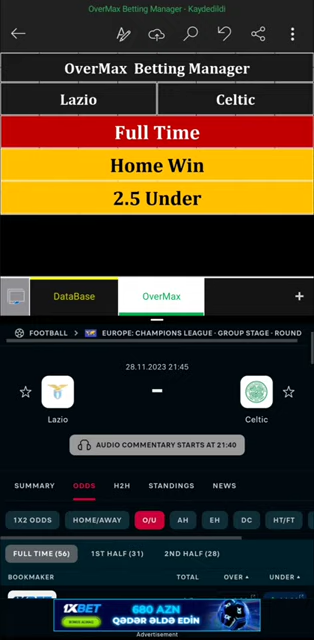 OverMax Betting Manager - Kaydedildi
OverMax Betting Manager
Lazio
Celtic
Full Time
Home Win
2.5 Under
DataBase
OverMax
+
FOOTBALL > EUROPE: CHAMPIONS LEAGUE - GROUP STAGE - ROUND
28.11.2023 21:45
-
Lazio
Celtic
AUDIO COMMENTARY STARTS AT 21:40
SUMMARY ODDS H2H STANDINGS NEWS
1X2 ODDS HOME/AWAY O/U AH EH DC HT/FT
FULL TIME (56) 1ST HALF (31) 2ND HALF (28)
BOOKMAKER TOTAL OVER UNDER
1XBET
680 AZN
QƏDƏR ƏLDƏ EDİN
Advertisement